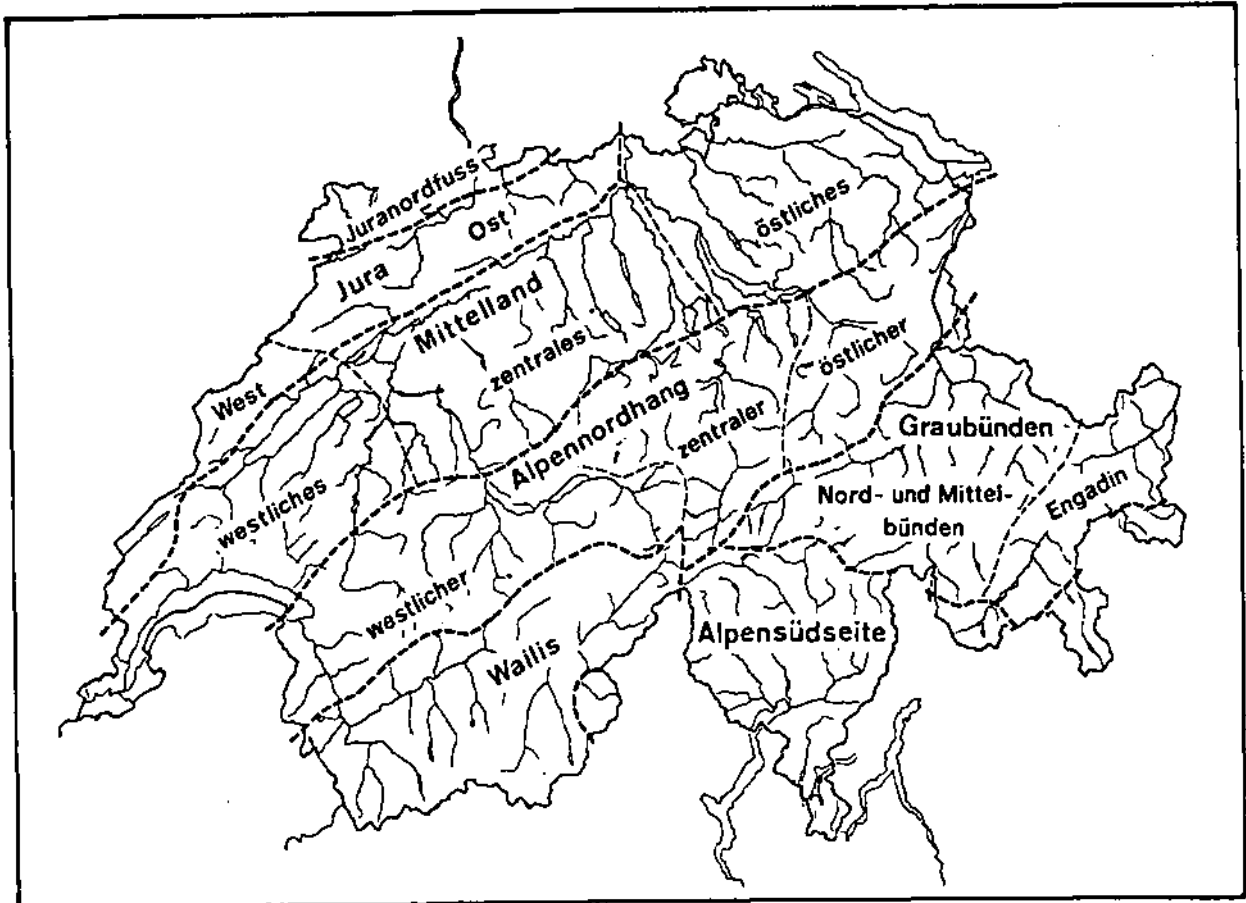 Juranordfuss
Ost
Jura
östliches
Mittelland
zentrales
östlicher
West
Alpennordhang
zentraler
Graubünden
westliches
Nord- und Mittel-
bünden
Engadin
westlicher
Wallis
Alpensüdseite